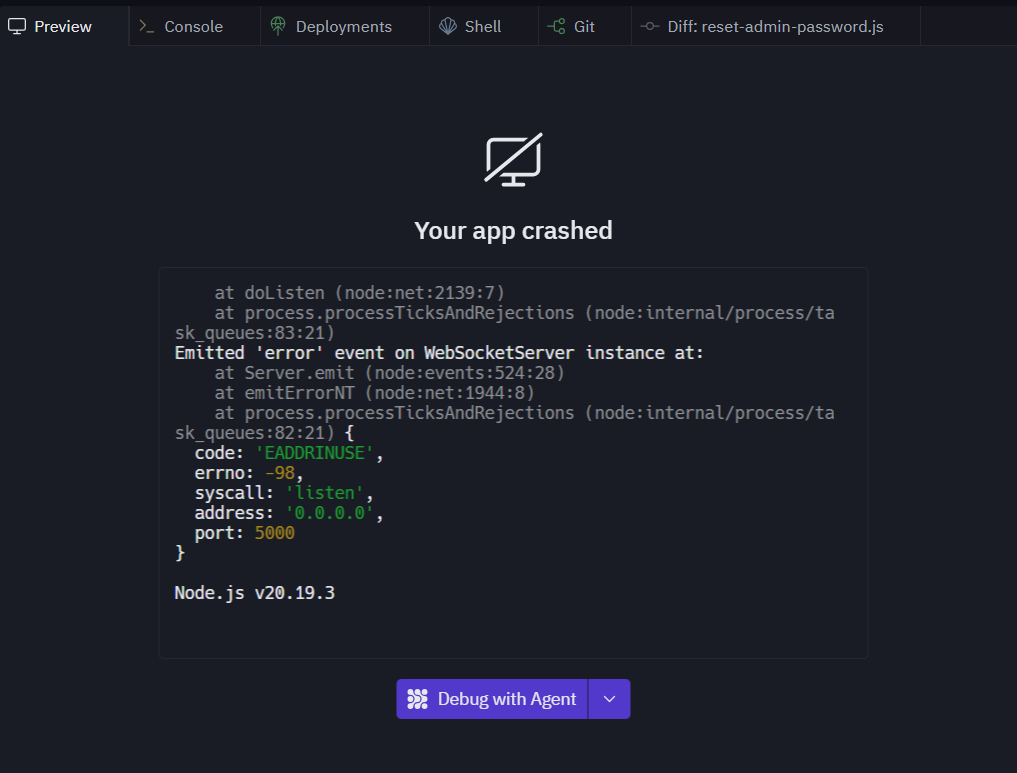 Preview
Console
Deployments
Shell
Git
Diff: reset-admin-password.js
Your app crashed
    at doListen (node:net:2139:7)
    at process.processTicksAndRejections (node:internal/process/ta
sk_queues:83:21)
Emitted 'error' event on WebSocketServer instance at:
    at Server.emit (node:events:524:28)
    at emitErrorNT (node:net:1944:8)
    at process.processTicksAndRejections (node:internal/process/ta
sk_queues:82:21) {
  code: 'EADDRINUSE',
  errno: -98,
  syscall: 'listen',
  address: '0.0.0.0',
  port: 5000
}
Node.js v20.19.3
Debug with Agent